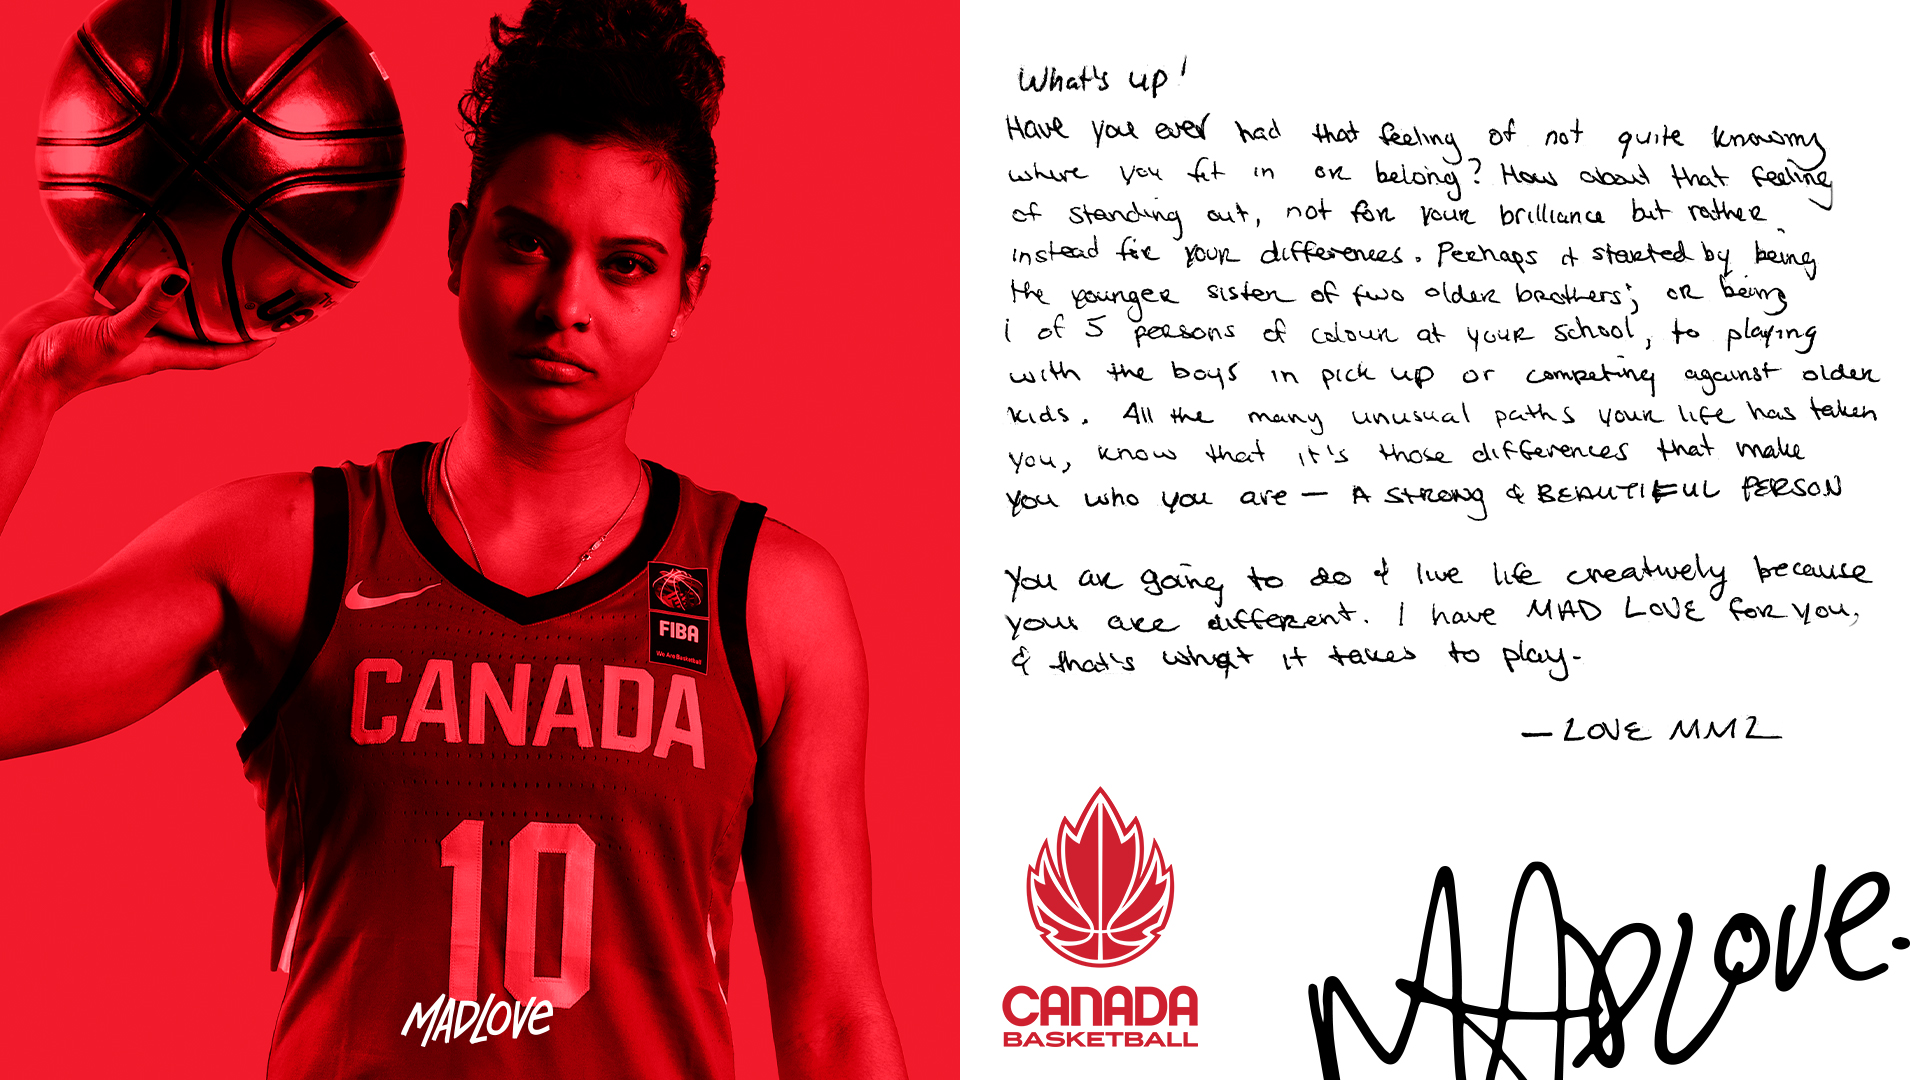 FIBA
We Are Basketball
CANADA
10
MADLOVE
What's up!
Have you ever had that feeling of not quite knowing
where you fit in or belong? How about that feeling
of standing out, not for your brilliance but rather
instead for your differences. Perhaps it started by being
the younger sister of two older brothers; or being
1 of 5 persons of colour at your school, to playing
with the boys in pick up or competing against older
kids. All the many unusual paths your life has taken
you, know that it's those differences that make
you who you are — A STRONG & BEAUTIFUL PERSON
You are going to do & live life creatively because
your are different. I have MAD LOVE for you,
& that's what it takes to play.
— LOVE MML
CANADA
BASKETBALL
MADLOVE.